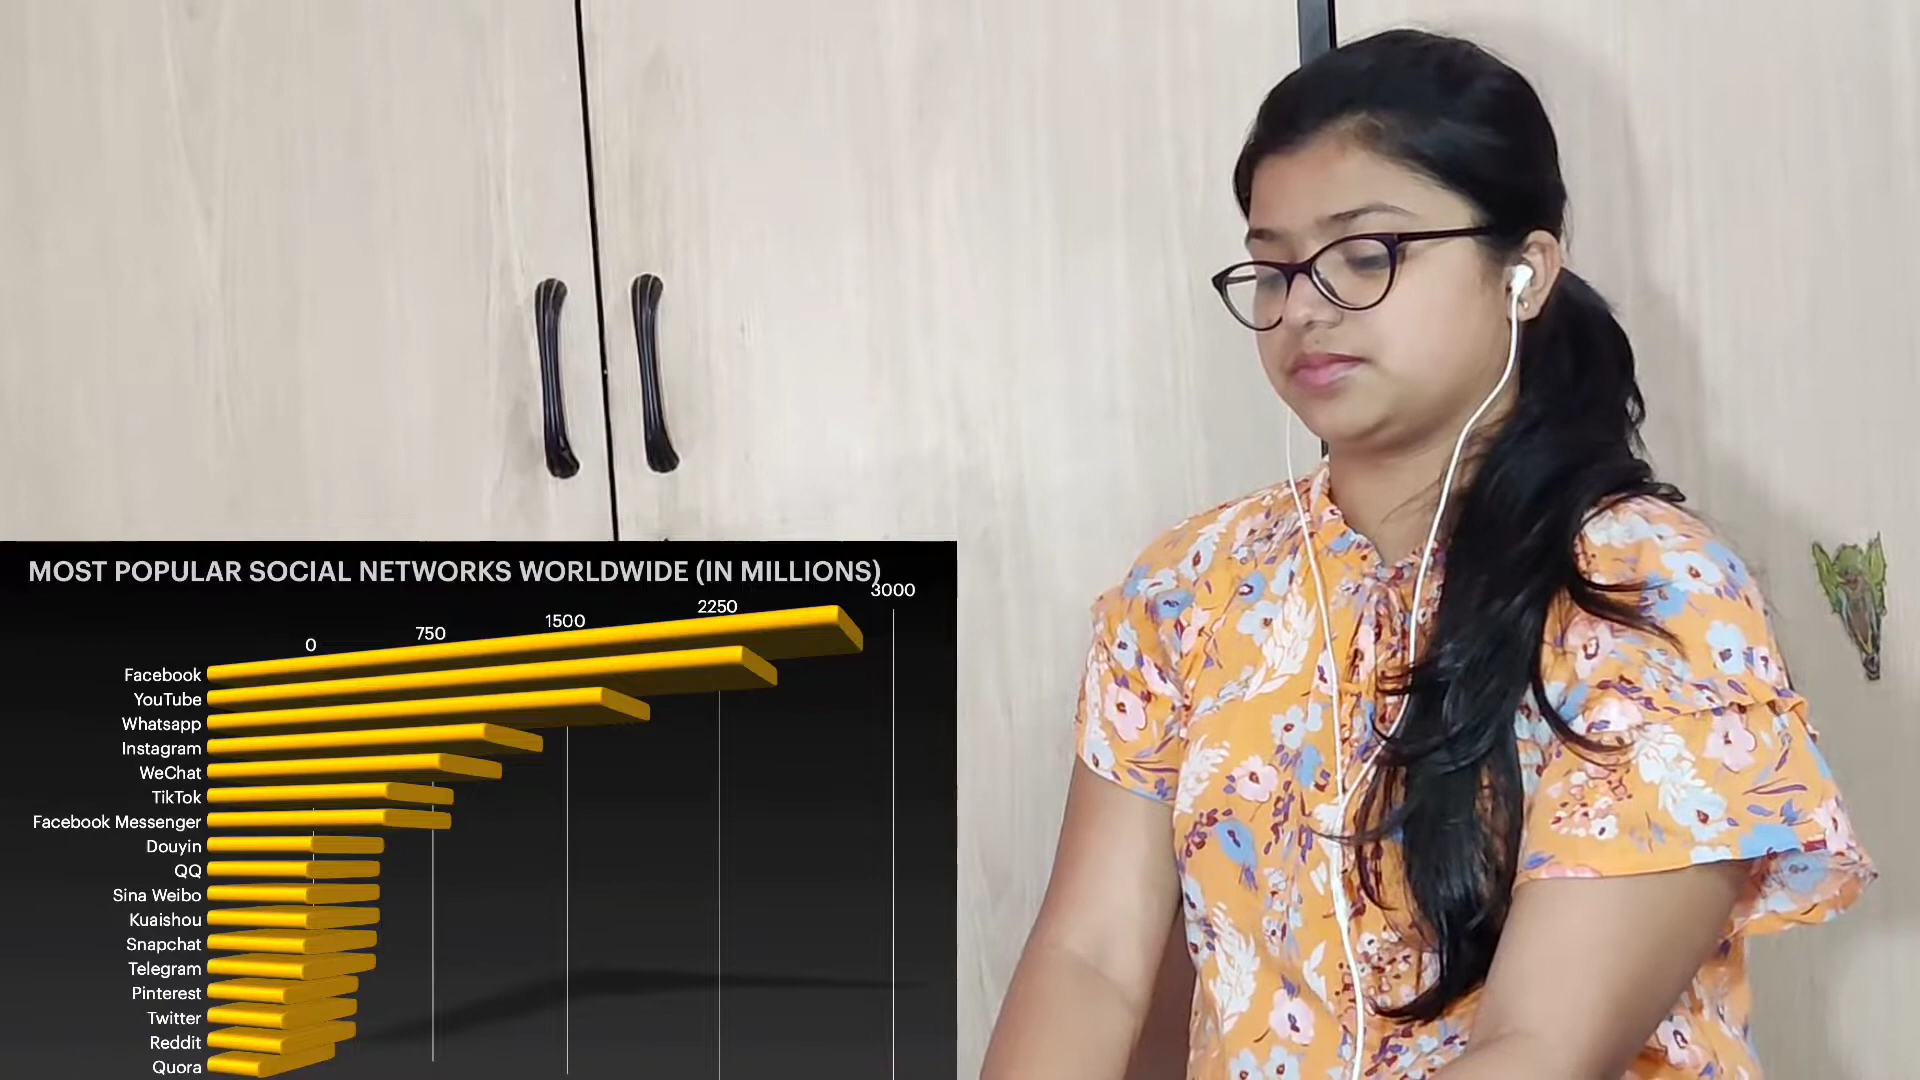 MOST POPULAR SOCIAL NETWORKS WORLDWIDE (IN MILLIONS)
0 750 1500 2250 3000
Facebook
YouTube
Whatsapp
Instagram
WeChat
TikTok
Facebook Messenger
Douyin
QQ
Sina Weibo
Kuaishou
Snapchat
Telegram
Pinterest
Twitter
Reddit
Quora